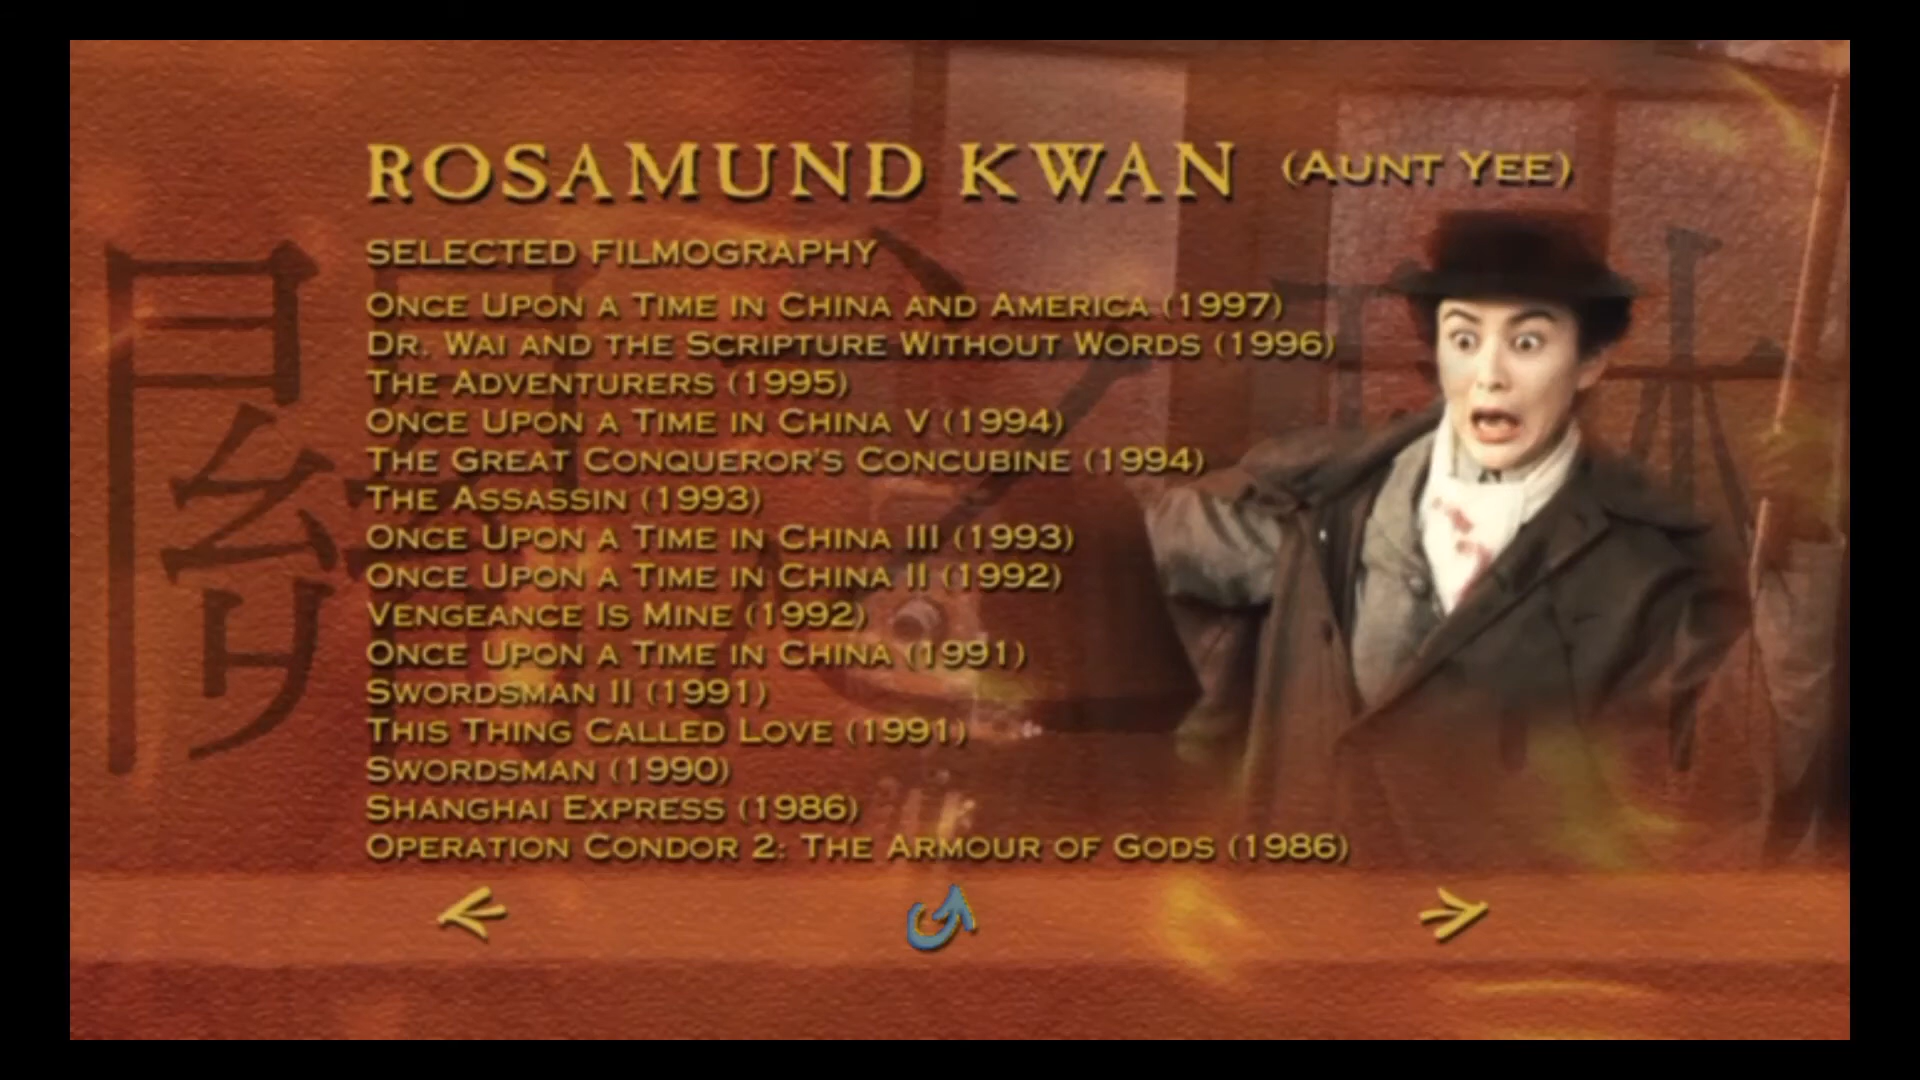 ROSAMUND KWAN (AUNT YEE)
SELECTED FILMOGRAPHY
ONCE UPON A TIME IN CHINA AND AMERICA (1997)
DR. WAI AND THE SCRIPTURE WITHOUT WORDS (1996)
THE ADVENTURERS (1995)
ONCE UPON A TIME IN CHINA V (1994)
THE GREAT CONQUEROR'S CONCUBINE (1994)
THE ASSASSIN (1993)
ONCE UPON A TIME IN CHINA III (1993)
ONCE UPON A TIME IN CHINA II (1992)
VENGEANCE IS MINE (1992)
ONCE UPON A TIME IN CHINA (1991)
SWORDSMAN II (1991)
THIS THING CALLED LOVE (1991)
SWORDSMAN (1990)
SHANGHAI EXPRESS (1986)
OPERATION CONDOR 2: THE ARMOUR OF GODS (1986)
關之琳